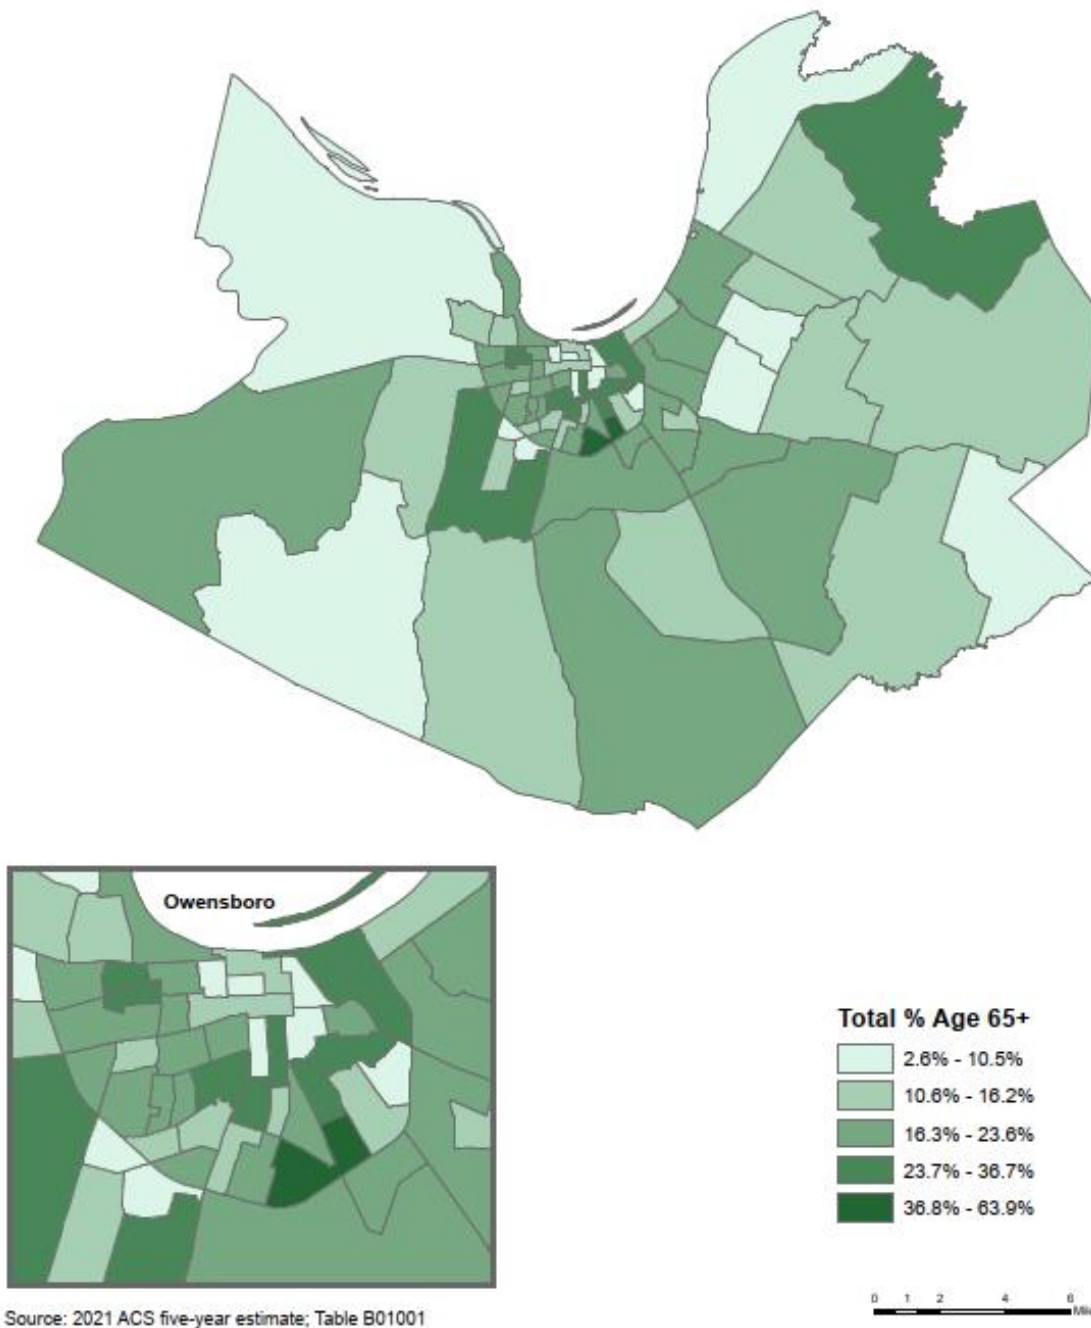 Owensboro
Total % Age 65+
2.6% - 10.5%
10.6% - 16.2%
16.3% - 23.6%
23.7% - 36.7%
36.8% - 63.9%
0 1 2 4 6
Mil
Source: 2021 ACS five-year estimate; Table B01001